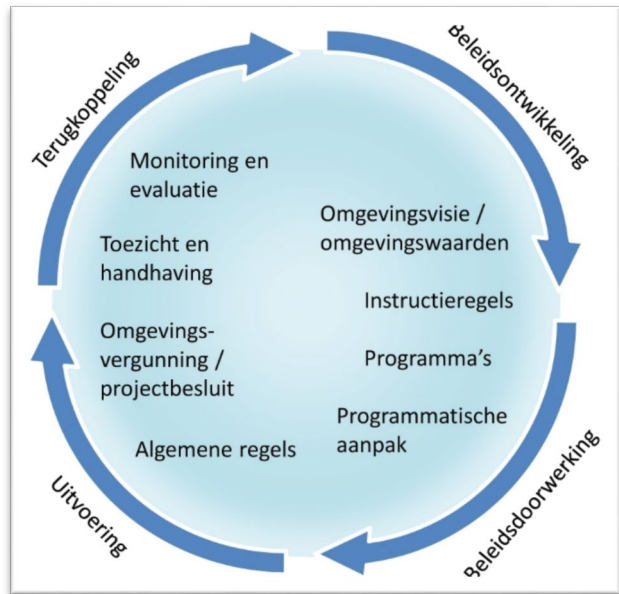 Beleidsontwikkeling
Omgevingsvisie /
omgevingswaarden
Instructieregels
Programma's
Programmatische
aanpak
Beleidsdoorwerking
Algemene regels
Uitvoering
Omgevings-
vergunning /
projectbesluit
Toezicht en
handhaving
Monitoring en
evaluatie
Terugkoppeling